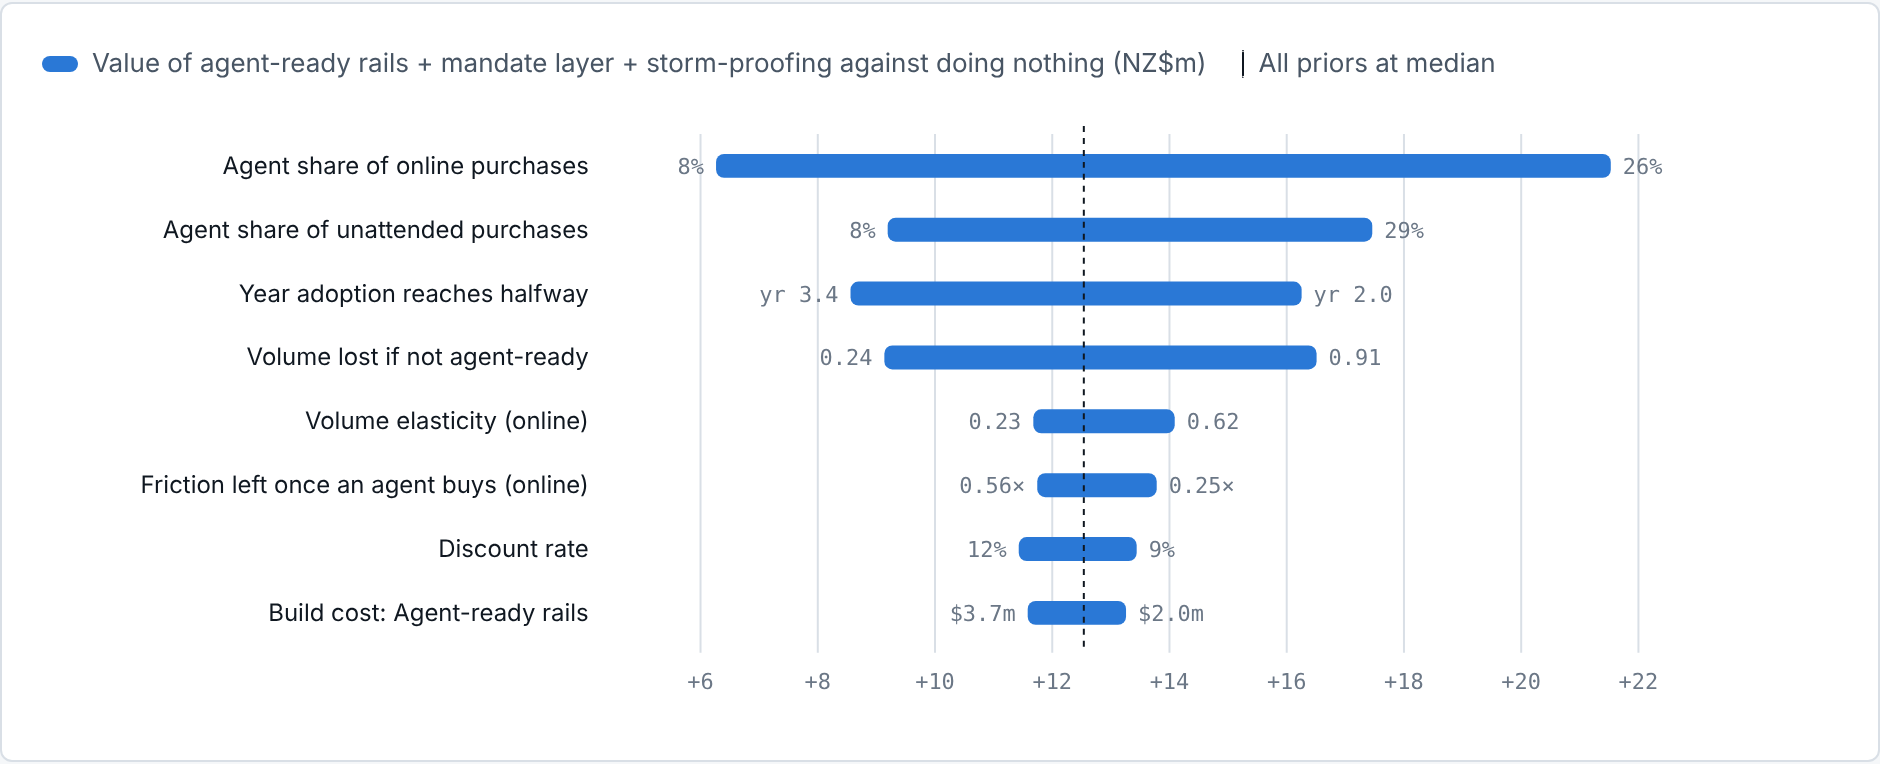 Value of agent-ready rails + mandate layer + storm-proofing against doing nothing (NZ$m) All priors at median
Agent share of online purchases 8% 26%
Agent share of unattended purchases 8% 29%
Year adoption reaches halfway yr 3.4 yr 2.0
Volume lost if not agent-ready 0.24 0.91
Volume elasticity (online) 0.23 0.62
Friction left once an agent buys (online) 0.56× 0.25×
Discount rate 12% 9%
Build cost: Agent-ready rails $3.7m $2.0m
+6 +8 +10 +12 +14 +16 +18 +20 +22